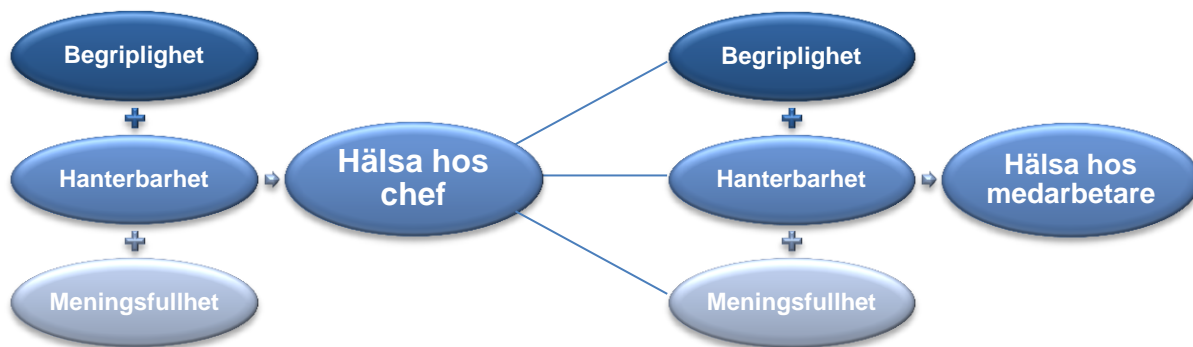 Begriplighet
Hanterbarhet
Meningsfullhet
Hälsa hos
chef
Begriplighet
Hanterbarhet
Meningsfullhet
Hälsa hos
medarbetare